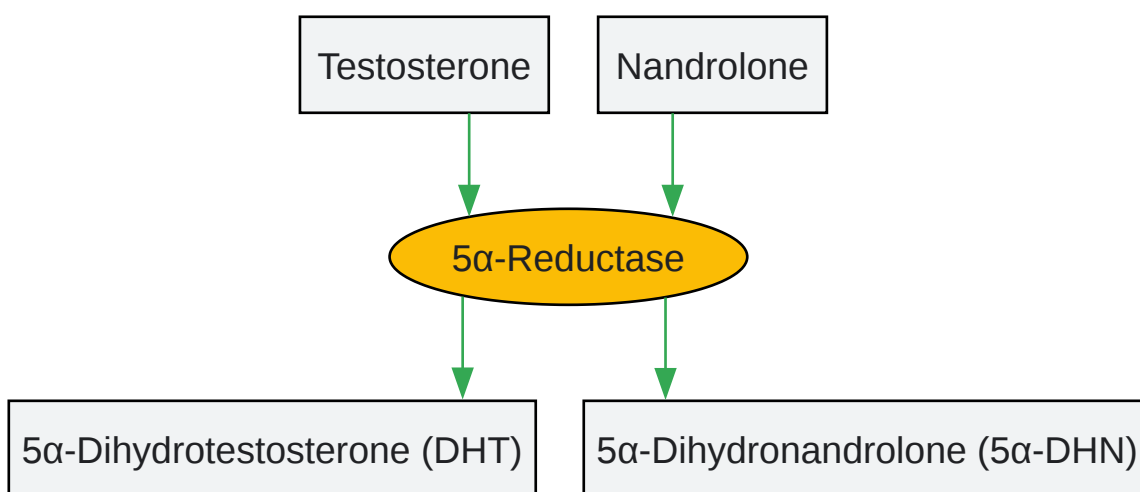 Testosterone
Nandrolone
5α-Reductase
5α-Dihydrotestosterone (DHT)
5α-Dihydronandrolone (5α-DHN)